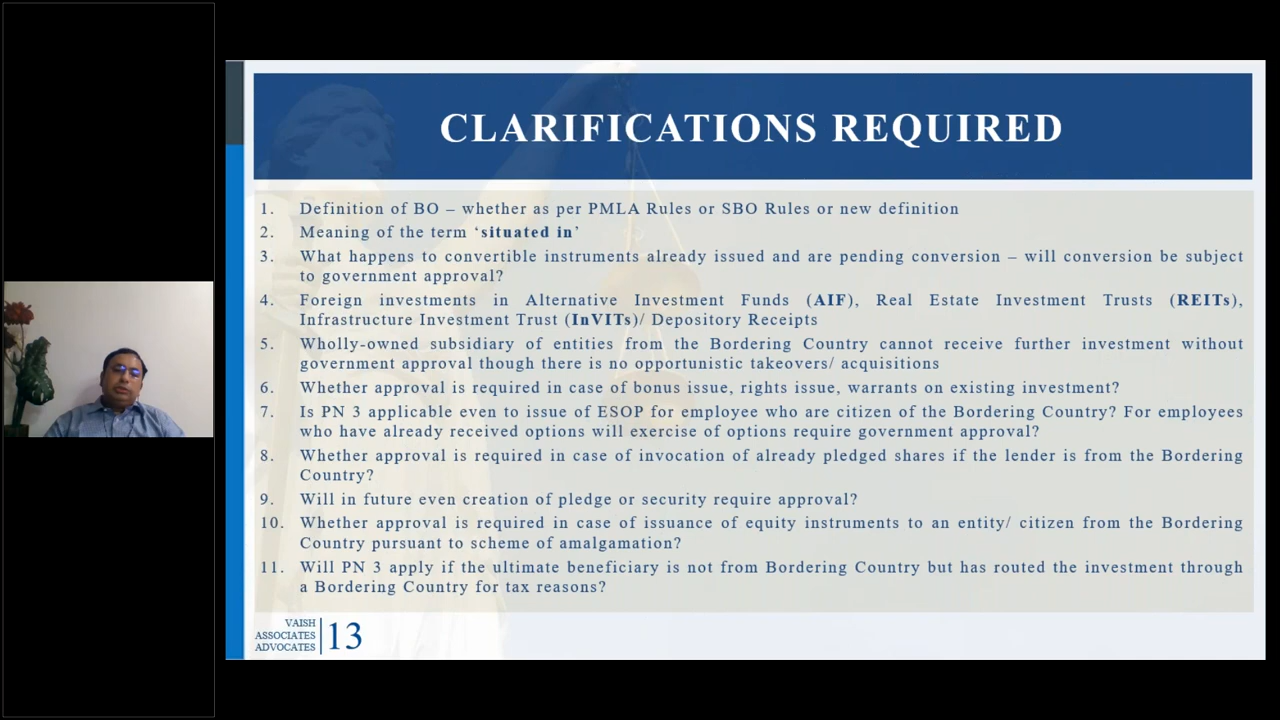 CLARIFICATIONS REQUIRED
1. Definition of BO – whether as per PMLA Rules or SBO Rules or new definition
2. Meaning of the term ‘situated in’
3. What happens to convertible instruments already issued and are pending conversion – will conversion be subject
to government approval?
4. Foreign investments in Alternative Investment Funds (AIF), Real Estate Investment Trusts (REITs),
Infrastructure Investment Trust (InVITs)/ Depository Receipts
5. Wholly-owned subsidiary of entities from the Bordering Country cannot receive further investment without
government approval though there is no opportunistic takeovers/ acquisitions
6. Whether approval is required in case of bonus issue, rights issue, warrants on existing investment?
7. Is PN 3 applicable even to issue of ESOP for employee who are citizen of the Bordering Country? For employees
who have already received options will exercise of options require government approval?
8. Whether approval is required in case of invocation of already pledged shares if the lender is from the Bordering
Country?
9. Will in future even creation of pledge or security require approval?
10. Whether approval is required in case of issuance of equity instruments to an entity/ citizen from the Bordering
Country pursuant to scheme of amalgamation?
11. Will PN 3 apply if the ultimate beneficiary is not from Bordering Country but has routed the investment through
a Bordering Country for tax reasons?
VAISH
ASSOCIATES
ADVOCATES
13